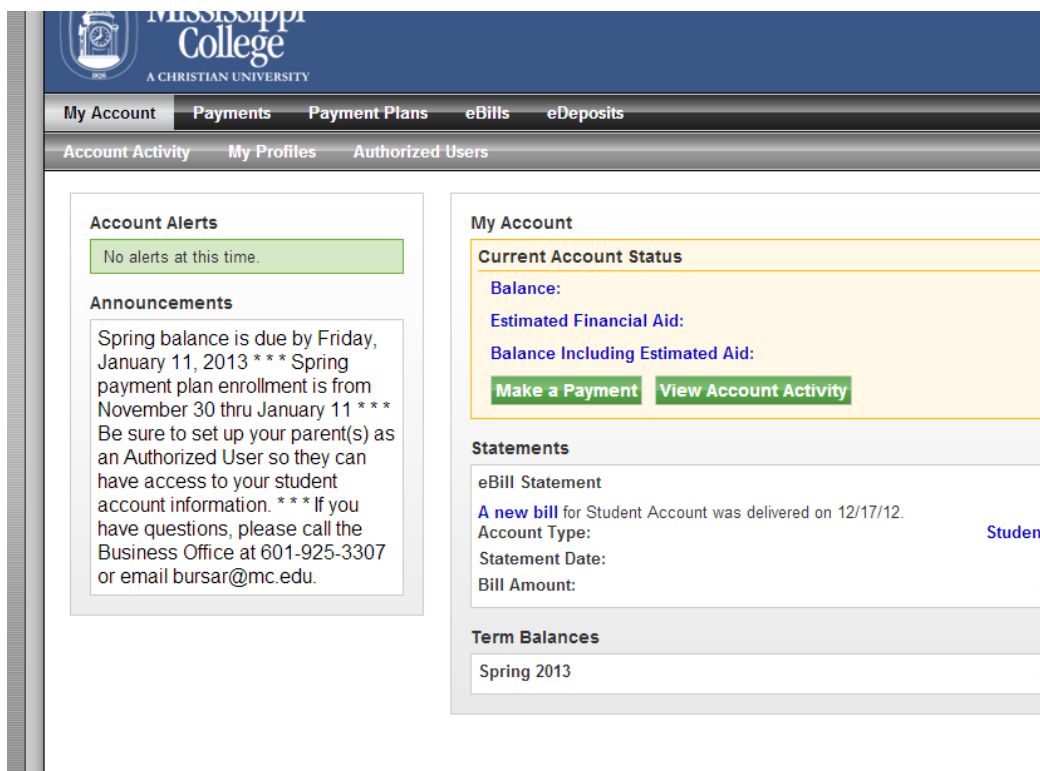 Mississippi
College
1826
A CHRISTIAN UNIVERSITY
My Account Payments Payment Plans eBills eDeposits
Account Activity My Profiles Authorized Users
Account Alerts
No alerts at this time.
Announcements
Spring balance is due by Friday,
January 11, 2013 * * * Spring
payment plan enrollment is from
November 30 thru January 11 * * *
Be sure to set up your parent(s) as
an Authorized User so they can
have access to your student
account information. * * * If you
have questions, please call the
Business Office at 601-925-3307
or email bursar@mc.edu.
My Account
Current Account Status
Balance:
Estimated Financial Aid:
Balance Including Estimated Aid:
Make a Payment View Account Activity
Statements
eBill Statement
A new bill for Student Account was delivered on 12/17/12.
Account Type: Studen
Statement Date:
Bill Amount:
Term Balances
Spring 2013